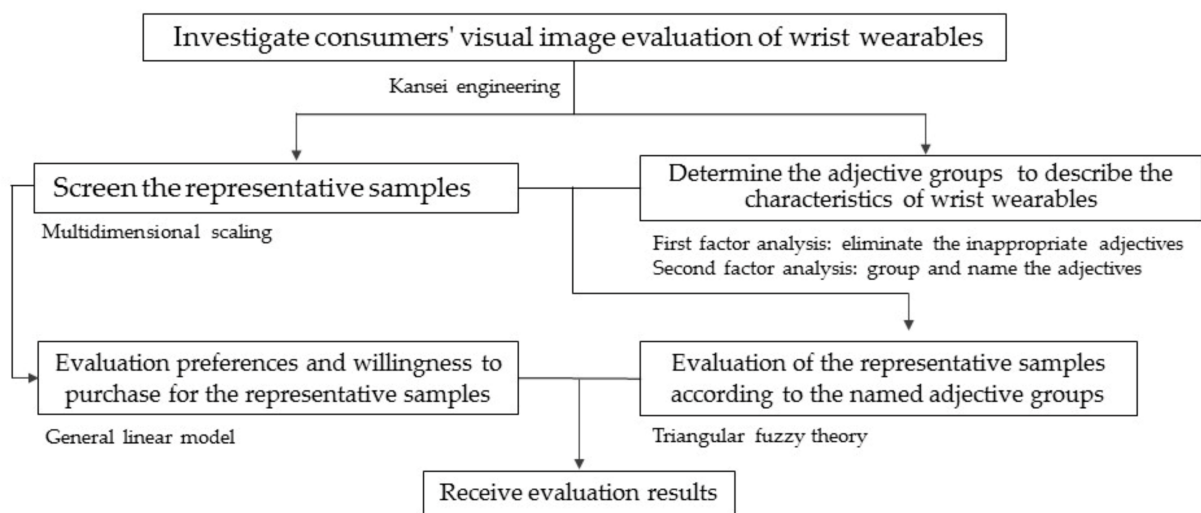 Investigate consumers' visual image evaluation of wrist wearables
Kansei engineering
Screen the representative samples
Multidimensional scaling
Determine the adjective groups to describe the
characteristics of wrist wearables
First factor analysis: eliminate the inappropriate adjectives
Second factor analysis: group and name the adjectives
Evaluation preferences and willingness to
purchase for the representative samples
General linear model
Evaluation of the representative samples
according to the named adjective groups
Triangular fuzzy theory
Receive evaluation results